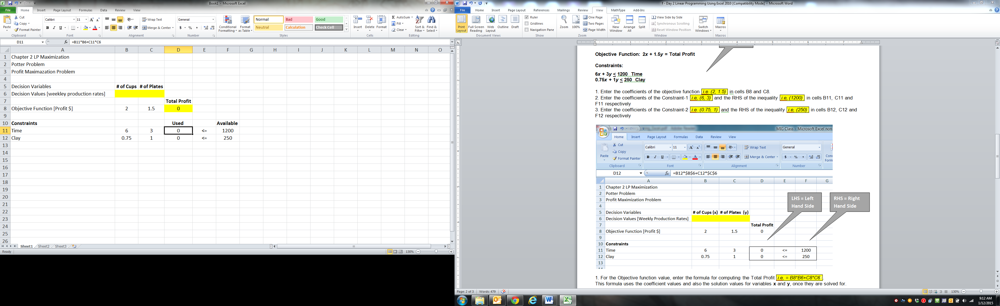 Book1 - Microsoft Excel
File Home Insert Page Layout Formulas Data Review View
Cut
Copy
Format Painter
Paste
Calibri 11
B I U
Wrap Text
Merge & Center
General
$ % ,
Conditional Formatting
Format as Table
Normal Bad Good
Neutral Calculation Check Cell
Insert Delete Format
AutoSum
Fill
Clear
Sort & Filter
Find & Select
Clipboard Font Alignment Number Styles Cells Editing
D11 fx =B11*B6+C11*C6
A B C D E F G H I J K L M N O
1 Chapter 2 LP Maximization
2 Potter Problem
3 Profit Maximazation Problem
4
5 Decision Variables # of Cups # of Plates
6 Decision Values [weekley production rates]
7 Total Profit
8 Objective Function [Profit $] 2 1.5 0
9
10 Constraints Used Available
11 Time 6 3 0 <= 1200
12 Clay 0.75 1 0 <= 250
13
14
15
16
17
18
19
20
21
22
23
24
25
26
Sheet1 Sheet2 Sheet3
Ready 130%
f - Day 2 Linear Programming Using Excel 2010 [Compatibility Mode] - Microsoft Word
File Home Insert Page Layout References Mailings Review View MathType Add-Ins
Print Layout
Full Screen Reading
Web Layout
Outline
Draft
Ruler
Gridlines
Navigation Pane
Zoom
100%
One Page
Two Pages
Page Width
New Window
Arrange All
Split
View Side by Side
Synchronous Scrolling
Reset Window Position
Switch Windows
Macros
Document Views Show Zoom Window Macros
Objective Function: 2x + 1.5y = Total Profit
Constraints:
6x + 3y < 1200 Time
0.75x + 1y < 250 Clay
1. Enter the coefficients of the objective function i.e. (2, 1.5) in cells B8 and C8.
2. Enter the coefficients of the Constraint-1 i.e, (6, 3) and the RHS of the inequality i.e, (1200) in cells B11, C11 and
F11 respectively
3. Enter the coefficients of the Constraint-2 i.e. (0.75, 1) and the RHS of the inequality i.e, (250) in cells B12, C12 and
F12 respectively
MIG Class - Microsoft Excel non-
Home Insert Page Layout Formulas Data Review View
Cut
Copy
Format Painter
Paste
Calibri 11
B I U
Wrap Text
Merge & Center
General
$ % ,
Conc
Form
Clipboard Font Alignment Number
D12 fx =B12*$B$6+C12*$C$6
A B C D E F G
1 Chapter 2 LP Maximization
2 Potter Problem
3 Profit Maximization Problem
4
5 Decision Variables # of Cups (x) # of Plates (y)
6 Decision Values [Weekly Production Rates]
7 Total Profit
8 Objective Function [Profit $] 2 1.5 0
9
10 Constraints
11 Time 6 3 0 <= 1200
12 Clay 0.75 1 0 <= 250
13
LHS = Left
Hand Side
RHS = Right
Hand Side
1. For the Objective function value, enter the formula for computing the Total Profit i.e, = B8*B6+C8*C6 .
This formula uses the coefficient values and also the solution values for variables x and y, once they are solved for.
Page: 2 of 3 Words: 479 130%
9:12 AM
1/12/2015